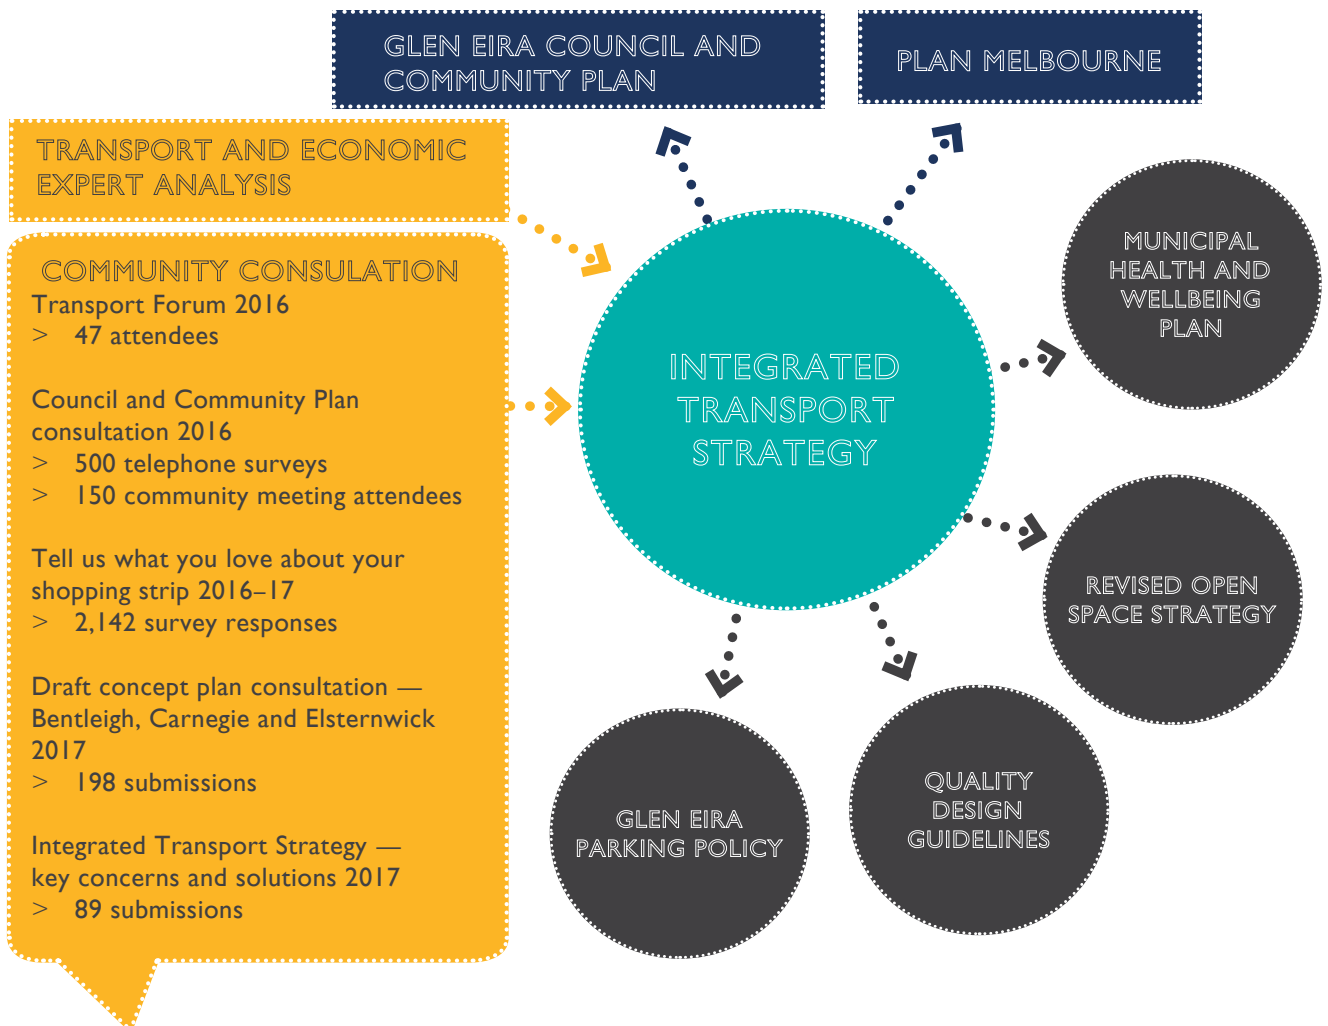 GLEN EIRA COUNCIL AND
COMMUNITY PLAN
PLAN MELBOURNE
TRANSPORT AND ECONOMIC
EXPERT ANALYSIS
COMMUNITY CONSULATION
Transport Forum 2016
> 47 attendees
Council and Community Plan
consultation 2016
> 500 telephone surveys
> 150 community meeting attendees
Tell us what you love about your
shopping strip 2016–17
> 2,142 survey responses
Draft concept plan consultation —
Bentleigh, Carnegie and Elsternwick
2017
> 198 submissions
Integrated Transport Strategy —
key concerns and solutions 2017
> 89 submissions
INTEGRATED
TRANSPORT
STRATEGY
MUNICIPAL
HEALTH AND
WELLBEING
PLAN
REVISED OPEN
SPACE STRATEGY
QUALITY
DESIGN
GUIDELINES
GLEN EIRA
PARKING POLICY